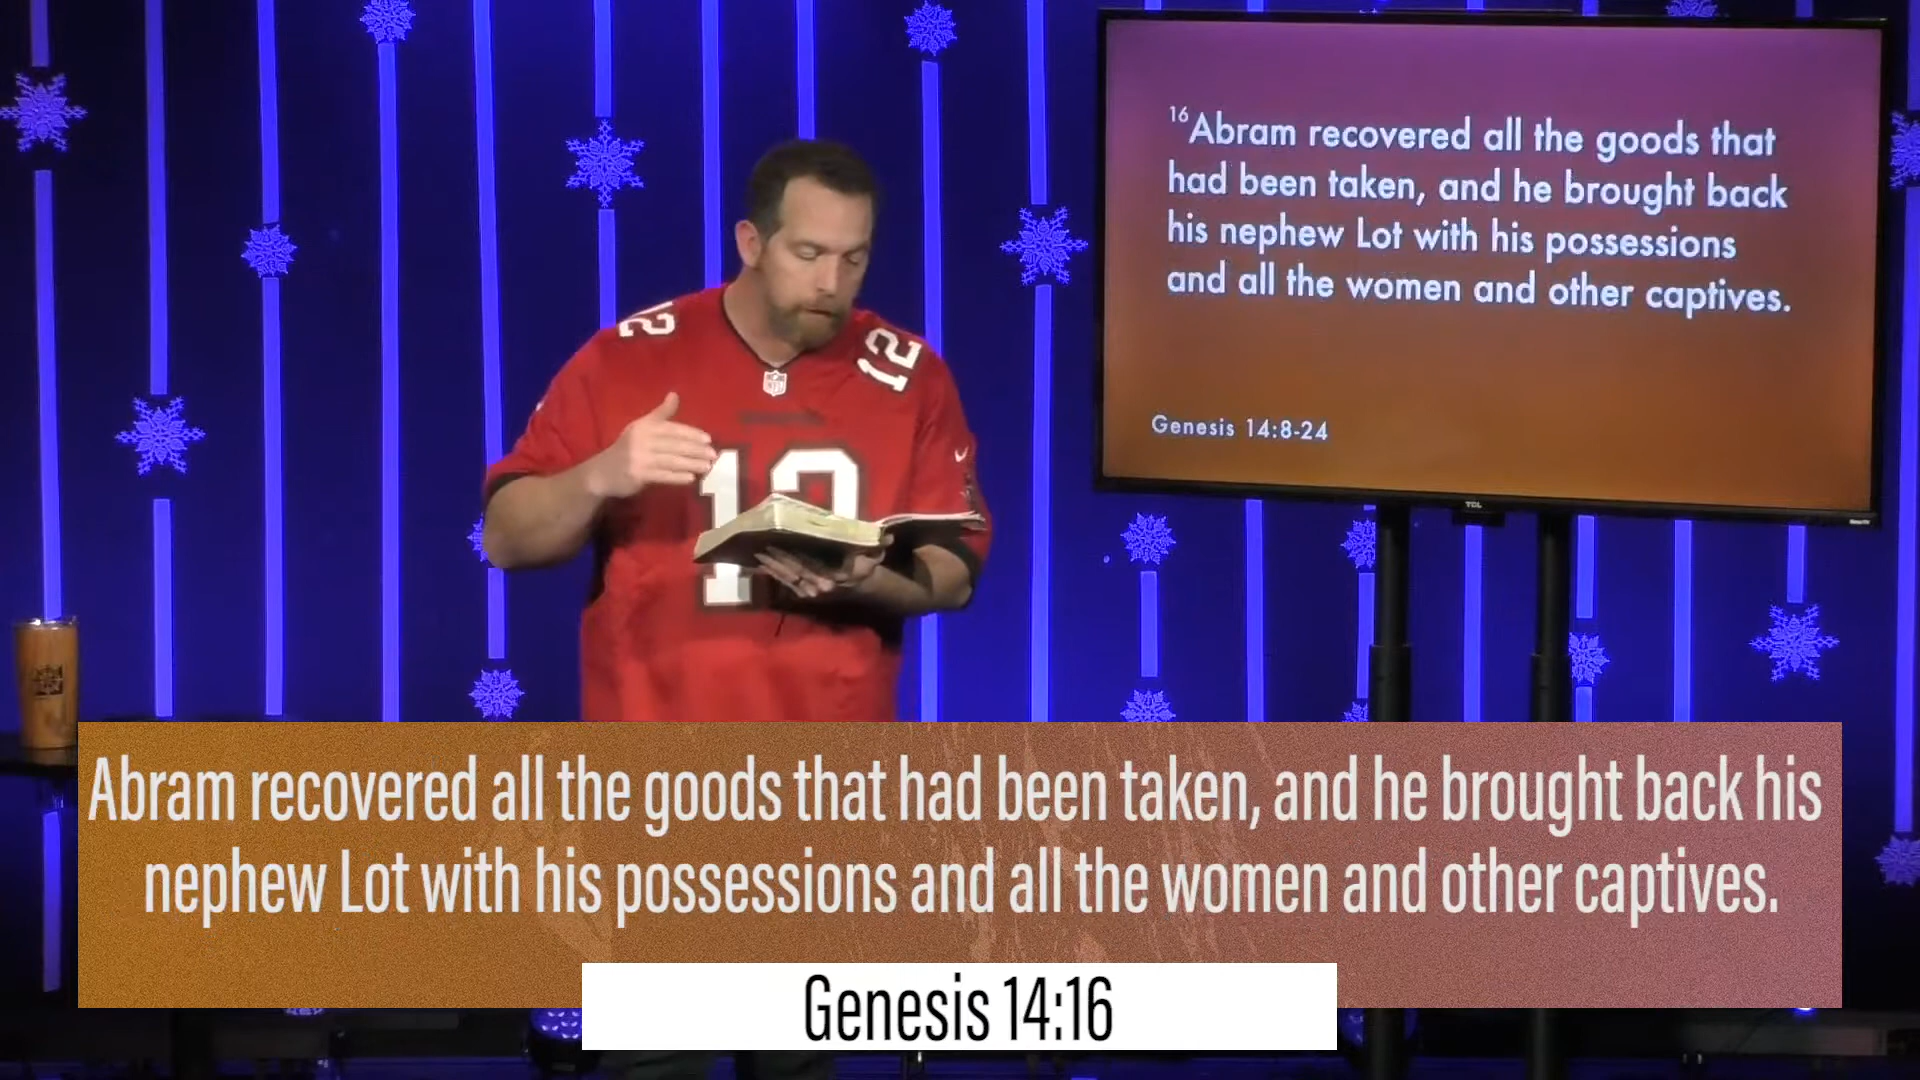 16Abram recovered all the goods that
had been taken, and he brought back
his nephew Lot with his possessions
and all the women and other captives.
Genesis 14:8-24
TCL
12
12
NFL
12
Abram recovered all the goods that had been taken, and he brought back his
nephew Lot with his possessions and all the women and other captives.
Genesis 14:16